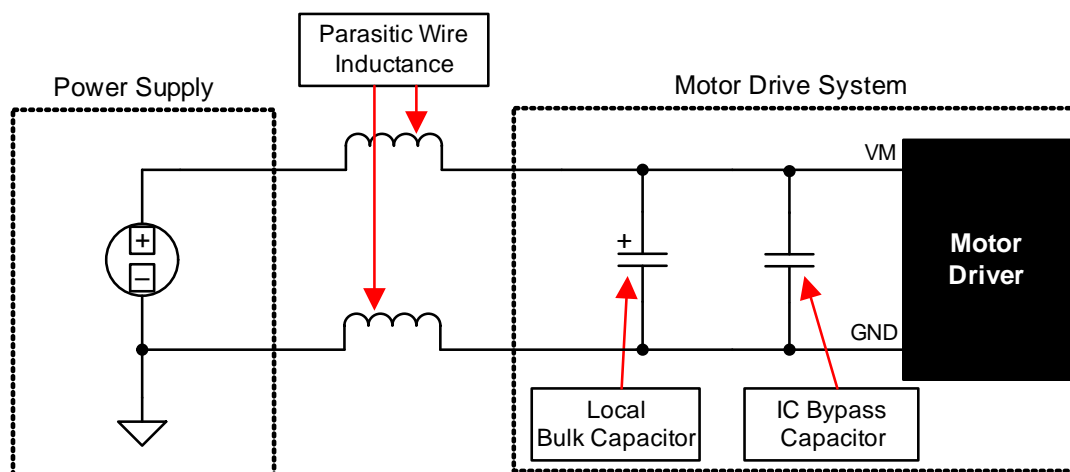 Parasitic Wire
Inductance
Power Supply
Motor Drive System
VM
+
−
+
Motor
Driver
GND
Local
Bulk Capacitor
IC Bypass
Capacitor